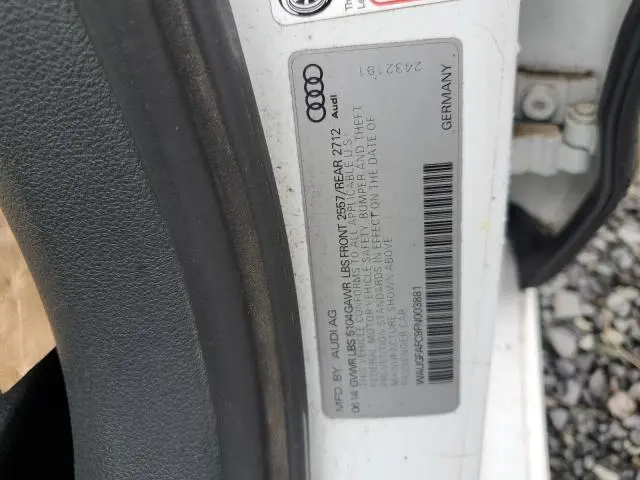 MFD. BY AUDI AG
06/14 GVWR LBS 5104 GAWR LBS FRONT 2557/REAR 2712
THIS VEHICLE CONFORMS TO ALL APPLICABLE U.S.
FEDERAL MOTOR VEHICLE SAFETY, BUMPER AND THEFT
PREVENTION STANDARDS IN EFFECT ON THE DATE OF
MANUFACTURE SHOWN ABOVE
PASSENGER CAR
WAUGFAFC9FN003881
GERMANY
Audi
2432191